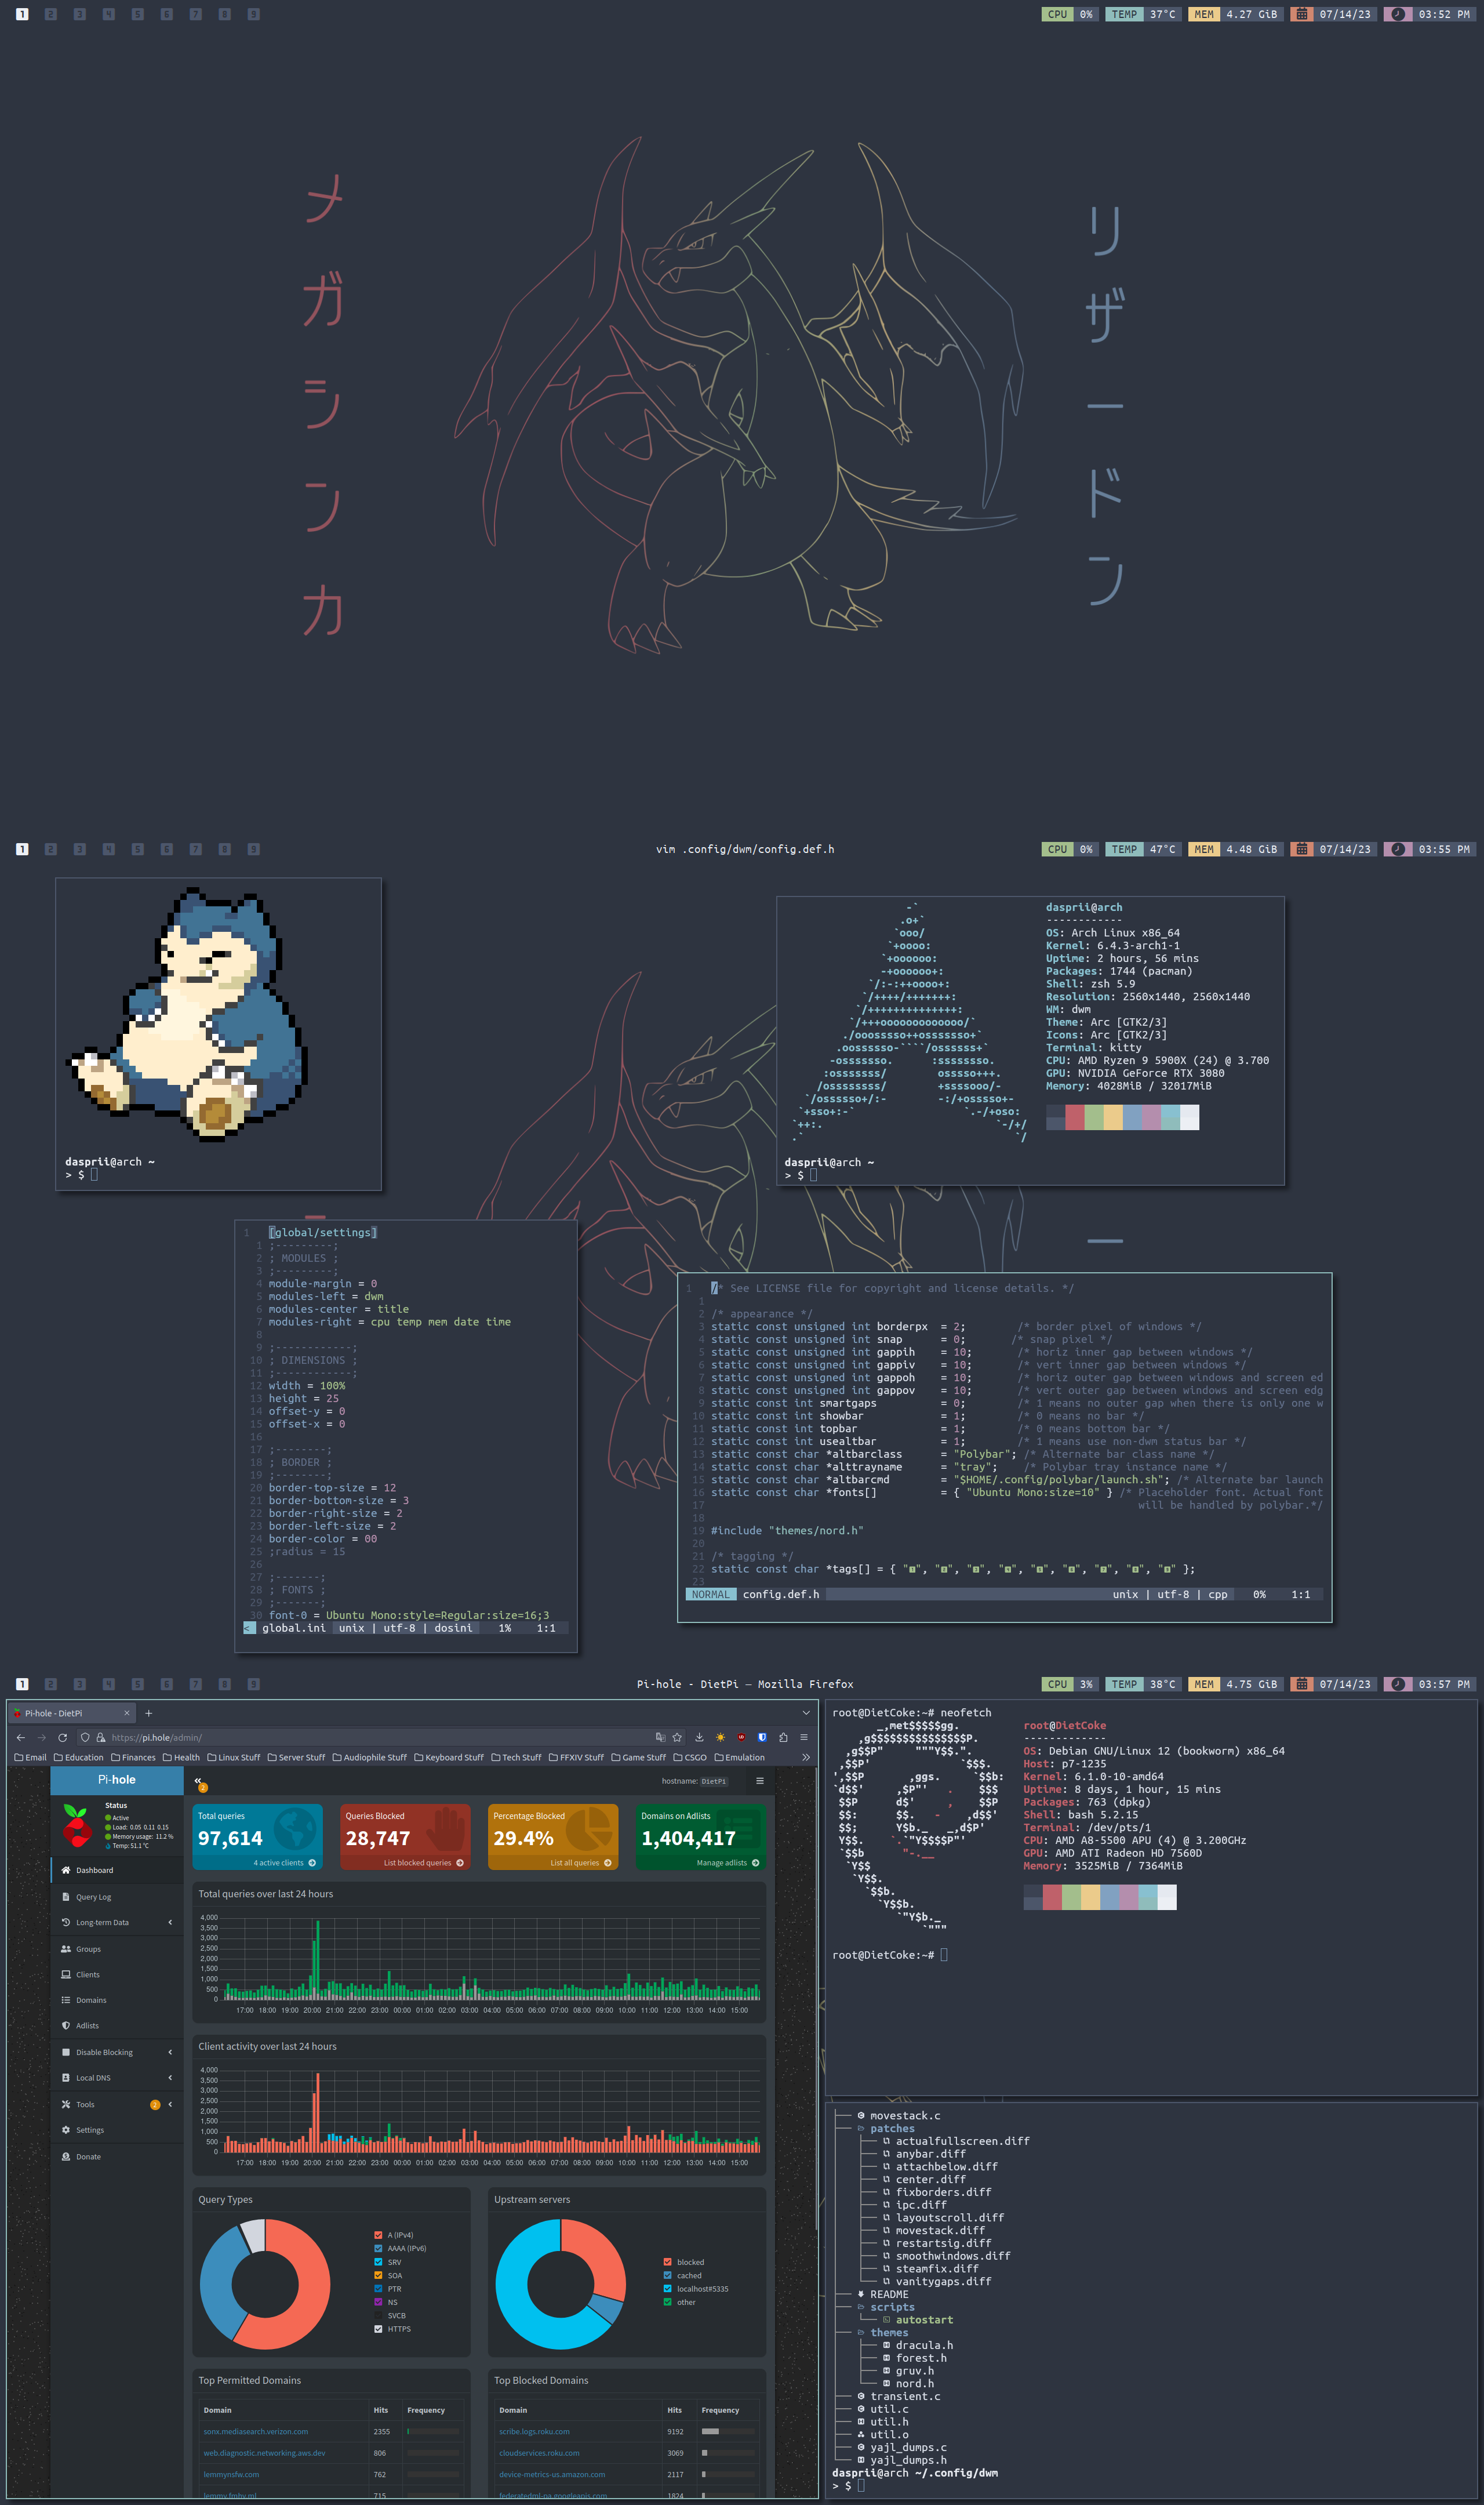 1 2 3 4 5 6 7 8 9
CPU 0% TEMP 37°C MEM 4.27 GiB 07/14/23 03:52 PM
メガシンカ
リザードン
1 2 3 4 5 6 7 8 9
vim .config/dwm/config.def.h
CPU 0% TEMP 47°C MEM 4.48 GiB 07/14/23 03:55 PM
dasprii@arch ~
> $
dasprii@arch
------------
OS: Arch Linux x86_64
Kernel: 6.4.3-arch1-1
Uptime: 2 hours, 56 mins
Packages: 1744 (pacman)
Shell: zsh 5.9
Resolution: 2560x1440, 2560x1440
WM: dwm
Theme: Arc [GTK2/3]
Icons: Arc [GTK2/3]
Terminal: kitty
CPU: AMD Ryzen 9 5900X (24) @ 3.700
GPU: NVIDIA GeForce RTX 3080
Memory: 4028MiB / 32017MiB
dasprii@arch ~
> $
1 [global/settings]
1 ;---------;
2 ; MODULES ;
3 ;---------;
4 module-margin = 0
5 modules-left = dwm
6 modules-center = title
7 modules-right = cpu temp mem date time
8
9 ;------------;
10 ; DIMENSIONS ;
11 ;------------;
12 width = 100%
13 height = 25
14 offset-y = 0
15 offset-x = 0
16
17 ;--------;
18 ; BORDER ;
19 ;--------;
20 border-top-size = 12
21 border-bottom-size = 3
22 border-right-size = 2
23 border-left-size = 2
24 border-color = 00
25 ;radius = 15
26
27 ;-------;
28 ; FONTS ;
29 ;-------;
30 font-0 = Ubuntu Mono:style=Regular:size=16;3
< global.ini unix | utf-8 | dosini 1% 1:1
1 /* See LICENSE file for copyright and license details. */
1
2 /* appearance */
3 static const unsigned int borderpx = 2; /* border pixel of windows */
4 static const unsigned int snap = 0; /* snap pixel */
5 static const unsigned int gappih = 10; /* horiz inner gap between windows */
6 static const unsigned int gappiv = 10; /* vert inner gap between windows */
7 static const unsigned int gappoh = 10; /* horiz outer gap between windows and screen ed
8 static const unsigned int gappov = 10; /* vert outer gap between windows and screen edg
9 static const int smartgaps = 0; /* 1 means no outer gap when there is only one w
10 static const int showbar = 1; /* 0 means no bar */
11 static const int topbar = 1; /* 0 means bottom bar */
12 static const int usealtbar = 1; /* 1 means use non-dwm status bar */
13 static const char *altbarclass = "Polybar"; /* Alternate bar class name */
14 static const char *alttrayname = "tray"; /* Polybar tray instance name */
15 static const char *altbarcmd = "$HOME/.config/polybar/launch.sh"; /* Alternate bar launch
16 static const char *fonts[] = { "Ubuntu Mono:size=10" } /* Placeholder font. Actual font
17 will be handled by polybar.*/
18
19 #include "themes/nord.h"
20
21 /* tagging */
22 static const char *tags[] = { "1", "2", "3", "4", "5", "6", "7", "8", "9" };
23
NORMAL config.def.h unix | utf-8 | cpp 0% 1:1
1 2 3 4 5 6 7 8 9
Pi-hole - DietPi — Mozilla Firefox
CPU 3% TEMP 38°C MEM 4.75 GiB 07/14/23 03:57 PM
Pi-hole - DietPi
https://pi.hole/admin/
Email Education Finances Health Linux Stuff Server Stuff Audiophile Stuff Keyboard Stuff Tech Stuff FFXIV Stuff Game Stuff CSGO Emulation
Pi-hole
2
hostname: DietPi
Status
Active
Load: 0.05 0.11 0.15
Memory usage: 11.2 %
Temp: 51.1 °C
Dashboard
Query Log
Long-term Data
Groups
Clients
Domains
Adlists
Disable Blocking
Local DNS
Tools 2
Settings
Donate
Total queries
97,614
4 active clients
Queries Blocked
28,747
List blocked queries
Percentage Blocked
29.4%
List all queries
Domains on Adlists
1,404,417
Manage adlists
Total queries over last 24 hours
4,000
3,500
3,000
2,500
2,000
1,500
1,000
500
0
17:00 18:00 19:00 20:00 21:00 22:00 23:00 00:00 01:00 02:00 03:00 04:00 05:00 06:00 07:00 08:00 09:00 10:00 11:00 12:00 13:00 14:00 15:00
Client activity over last 24 hours
4,000
3,500
3,000
2,500
2,000
1,500
1,000
500
0
17:00 18:00 19:00 20:00 21:00 22:00 23:00 00:00 01:00 02:00 03:00 04:00 05:00 06:00 07:00 08:00 09:00 10:00 11:00 12:00 13:00 14:00 15:00
Query Types
A (IPv4)
AAAA (IPv6)
SRV
SOA
PTR
NS
SVCB
HTTPS
Upstream servers
blocked
cached
localhost#5335
other
Top Permitted Domains
Domain Hits Frequency
sonx.mediasearch.verizon.com 2355
web.diagnostic.networking.aws.dev 806
lemmynsfw.com 762
lemmy.fmhy.ml 715
Top Blocked Domains
Domain Hits Frequency
scribe.logs.roku.com 9192
cloudservices.roku.com 3069
device-metrics-us.amazon.com 2117
federatedml-pa.googleapis.com 1824
root@DietCoke:~# neofetch
root@DietCoke
-------------
OS: Debian GNU/Linux 12 (bookworm) x86_64
Host: p7-1235
Kernel: 6.1.0-10-amd64
Uptime: 8 days, 1 hour, 15 mins
Packages: 763 (dpkg)
Shell: bash 5.2.15
Terminal: /dev/pts/1
CPU: AMD A8-5500 APU (4) @ 3.200GHz
GPU: AMD ATI Radeon HD 7560D
Memory: 3525MiB / 7364MiB
root@DietCoke:~#
movestack.c
patches
actualfullscreen.diff
anybar.diff
attachbelow.diff
center.diff
fixborders.diff
ipc.diff
layoutscroll.diff
movestack.diff
restartsig.diff
smoothwindows.diff
steamfix.diff
vanitygaps.diff
README
scripts
autostart
themes
dracula.h
forest.h
gruv.h
nord.h
transient.c
util.c
util.h
util.o
yajl_dumps.c
yajl_dumps.h
dasprii@arch ~/.config/dwm
> $